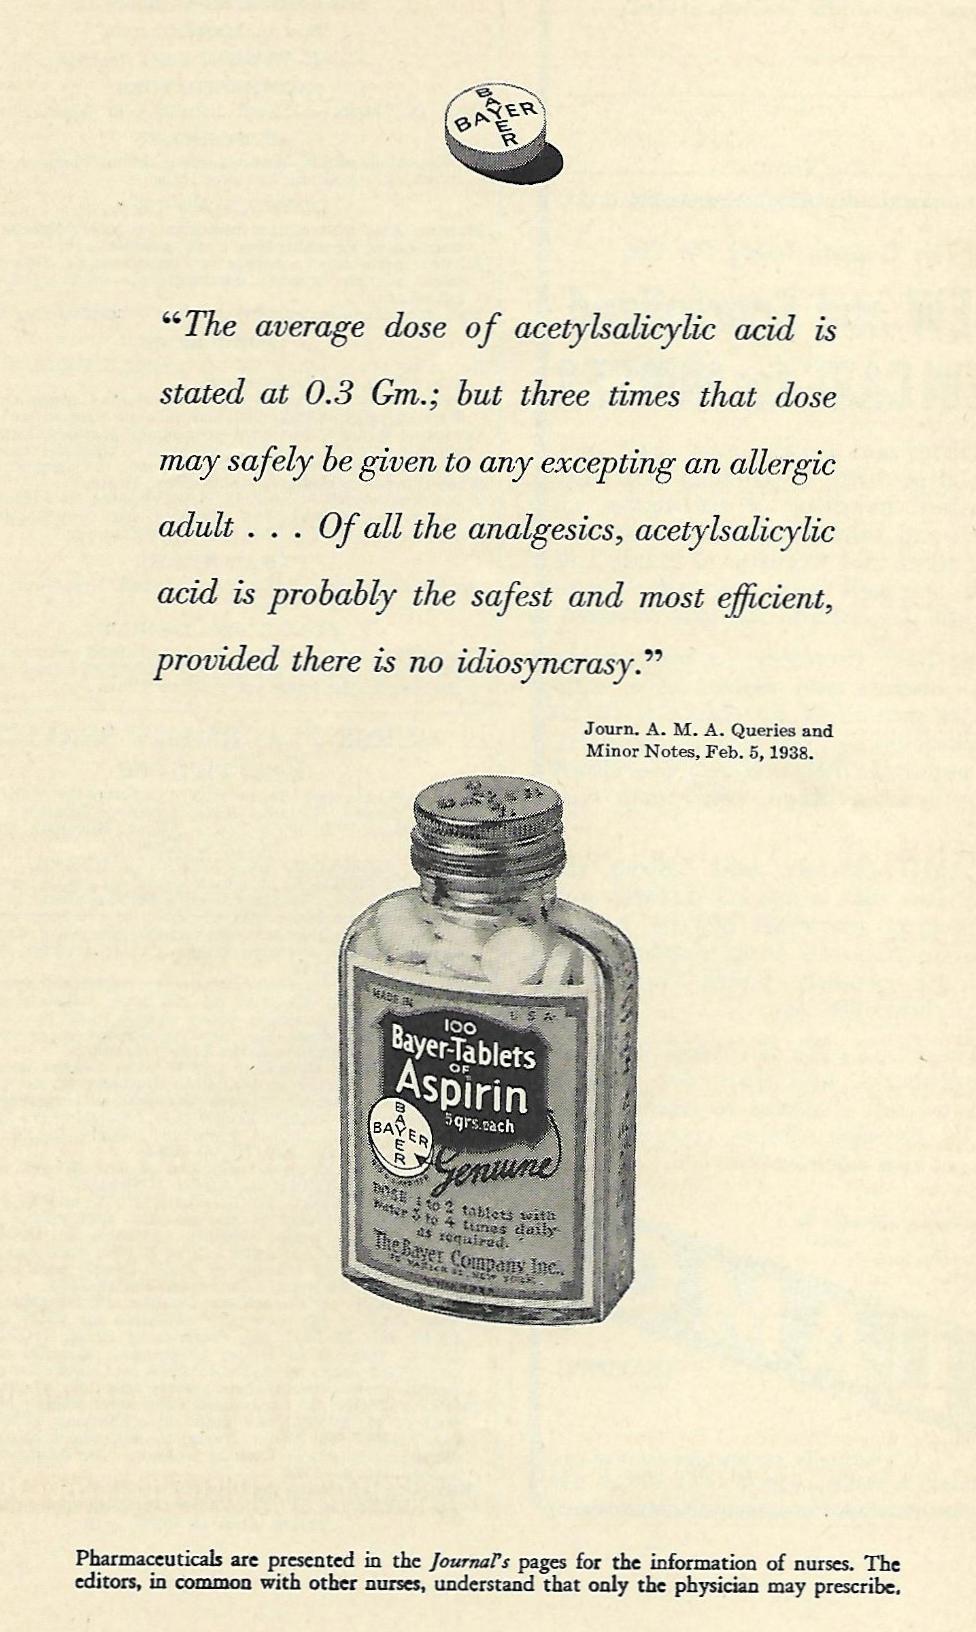 BAYER
BAYER
“The average dose of acetylsalicylic acid is
stated at 0.3 Gm.; but three times that dose
may safely be given to any excepting an allergic
adult . . . Of all the analgesics, acetylsalicylic
acid is probably the safest and most efficient,
provided there is no idiosyncrasy.”
Journ. A. M. A. Queries and
Minor Notes, Feb. 5, 1938.
BAYER
MADE IN
U S A
100
Bayer-Tablets
OF
Aspirin
5 grs. each
BAYER
BAYER
Genuine
DOSE 1 to 2 tablets with
Water 3 to 4 times daily
as required.
The Bayer Company Inc.,
Pharmaceuticals are presented in the Journal's pages for the information of nurses. The
editors, in common with other nurses, understand that only the physician may prescribe.